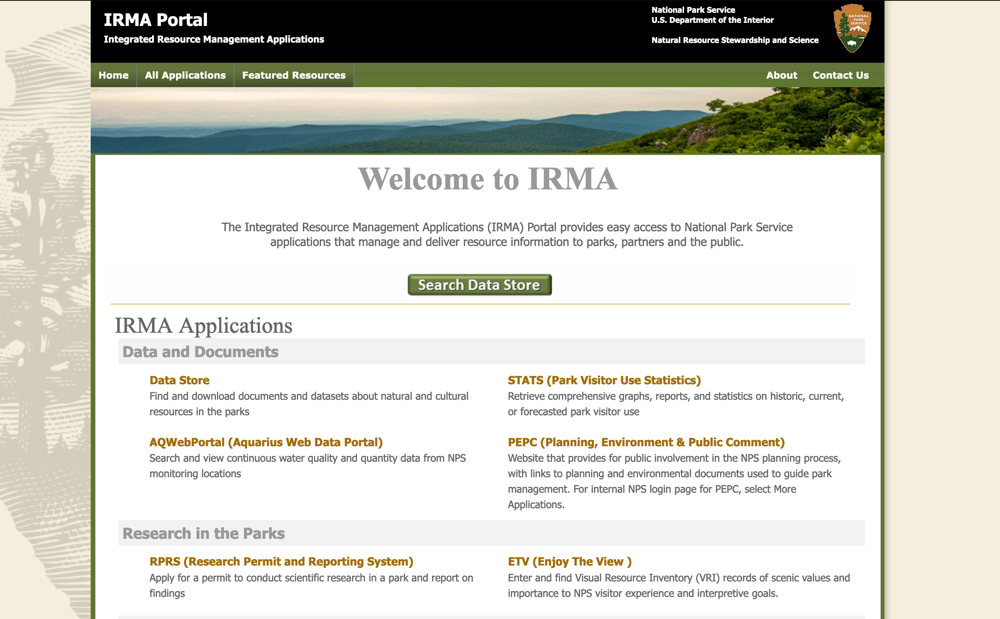 IRMA Portal
Integrated Resource Management Applications
National Park Service
U.S. Department of the Interior
Natural Resource Stewardship and Science
NATIONAL
PARK
SERVICE
Home
All Applications
Featured Resources
About
Contact Us
Welcome to IRMA
The Integrated Resource Management Applications (IRMA) Portal provides easy access to National Park Service
applications that manage and deliver resource information to parks, partners and the public.
Search Data Store
IRMA Applications
Data and Documents
Data Store
Find and download documents and datasets about natural and cultural
resources in the parks
STATS (Park Visitor Use Statistics)
Retrieve comprehensive graphs, reports, and statistics on historic, current,
or forecasted park visitor use
AQWebPortal (Aquarius Web Data Portal)
Search and view continuous water quality and quantity data from NPS
monitoring locations
PEPC (Planning, Environment & Public Comment)
Website that provides for public involvement in the NPS planning process,
with links to planning and environmental documents used to guide park
management. For internal NPS login page for PEPC, select More
Applications.
Research in the Parks
RPRS (Research Permit and Reporting System)
Apply for a permit to conduct scientific research in a park and report on
findings
ETV (Enjoy The View )
Enter and find Visual Resource Inventory (VRI) records of scenic values and
importance to NPS visitor experience and interpretive goals.